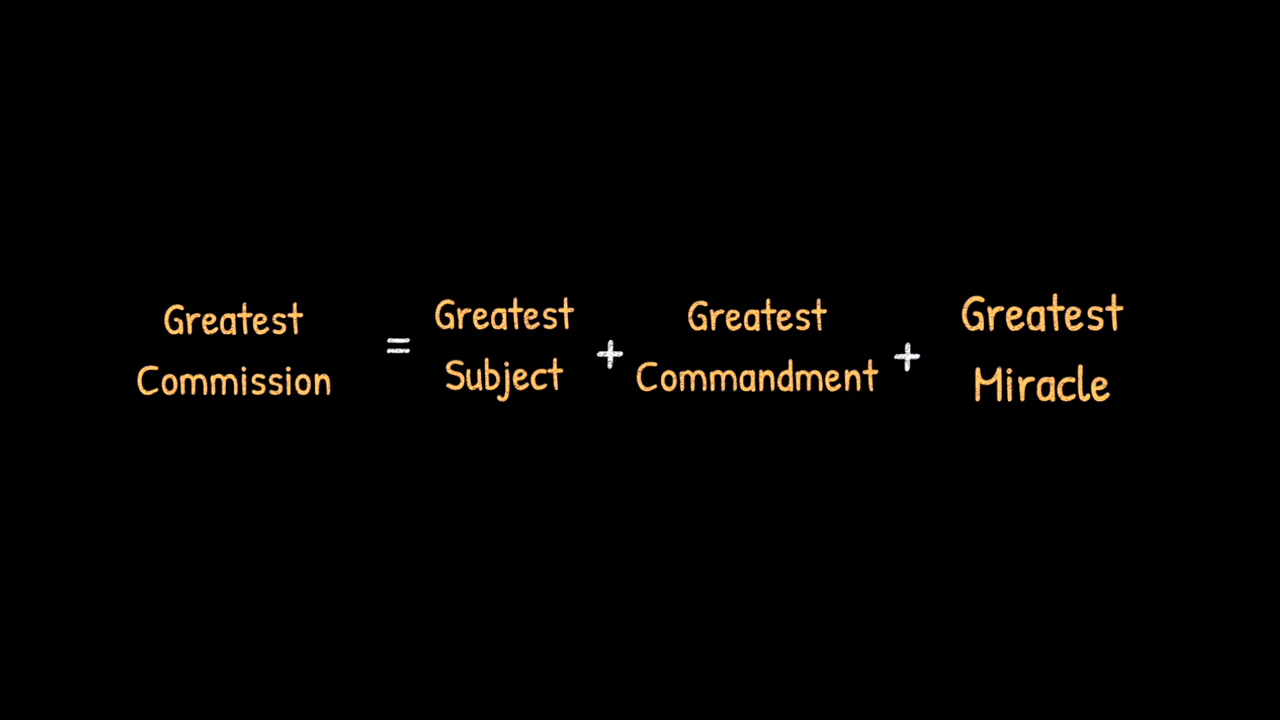 Greatest
Commission
=
Greatest
Subject
+
Greatest
Commandment
+
Greatest
Miracle